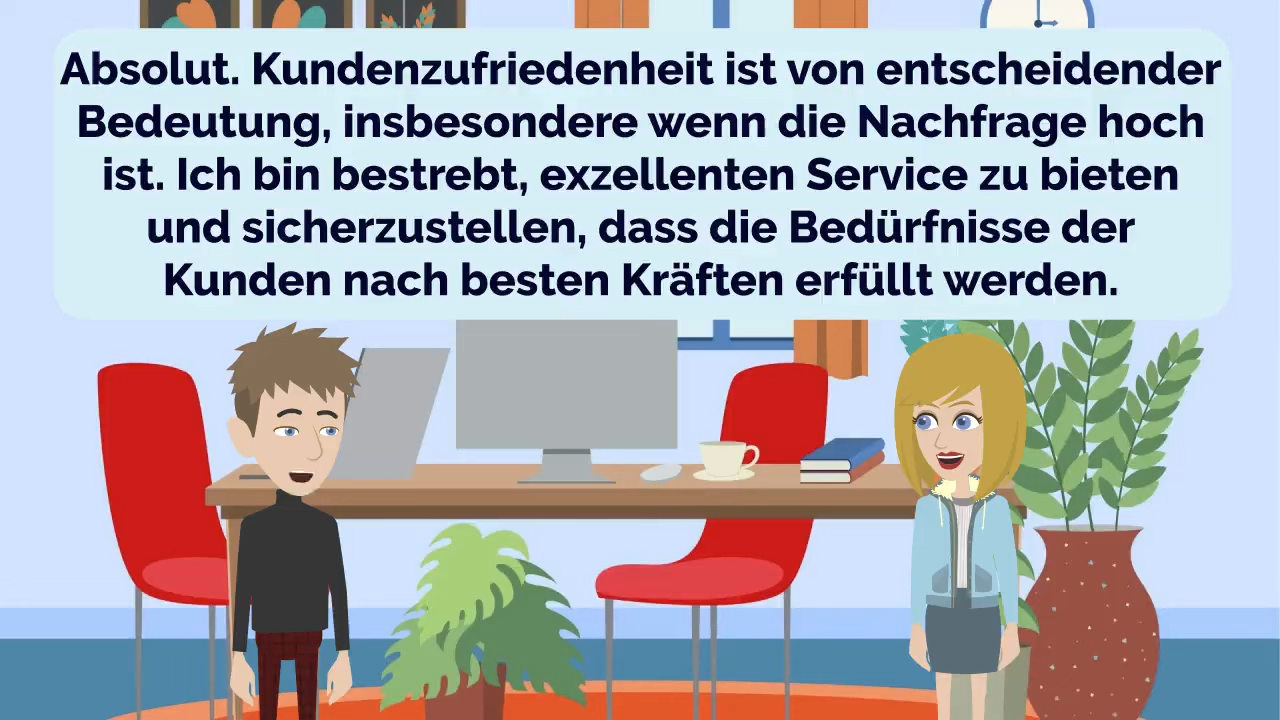 Absolut. Kundenzufriedenheit ist von entscheidender
Bedeutung, insbesondere wenn die Nachfrage hoch
ist. Ich bin bestrebt, exzellenten Service zu bieten
und sicherzustellen, dass die Bedürfnisse der
Kunden nach besten Kräften erfüllt werden.